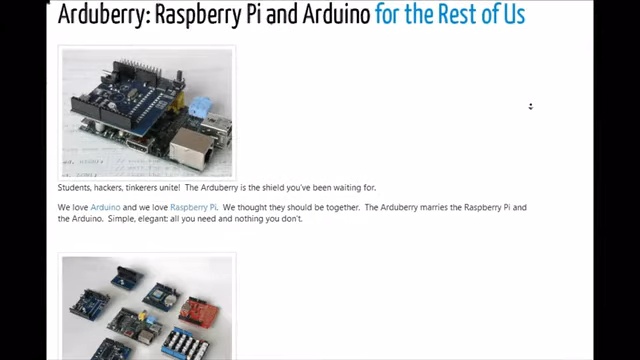 Arduberry: Raspberry Pi and Arduino for the Rest of Us
Students, hackers, tinkerers unite! The Arduberry is the shield you've been waiting for.
We love Arduino and we love Raspberry PI. We thought they should be together. The Arduberry marries the Raspberry Pi and
the Arduino. Simple, elegant: all you need and nothing you don't.